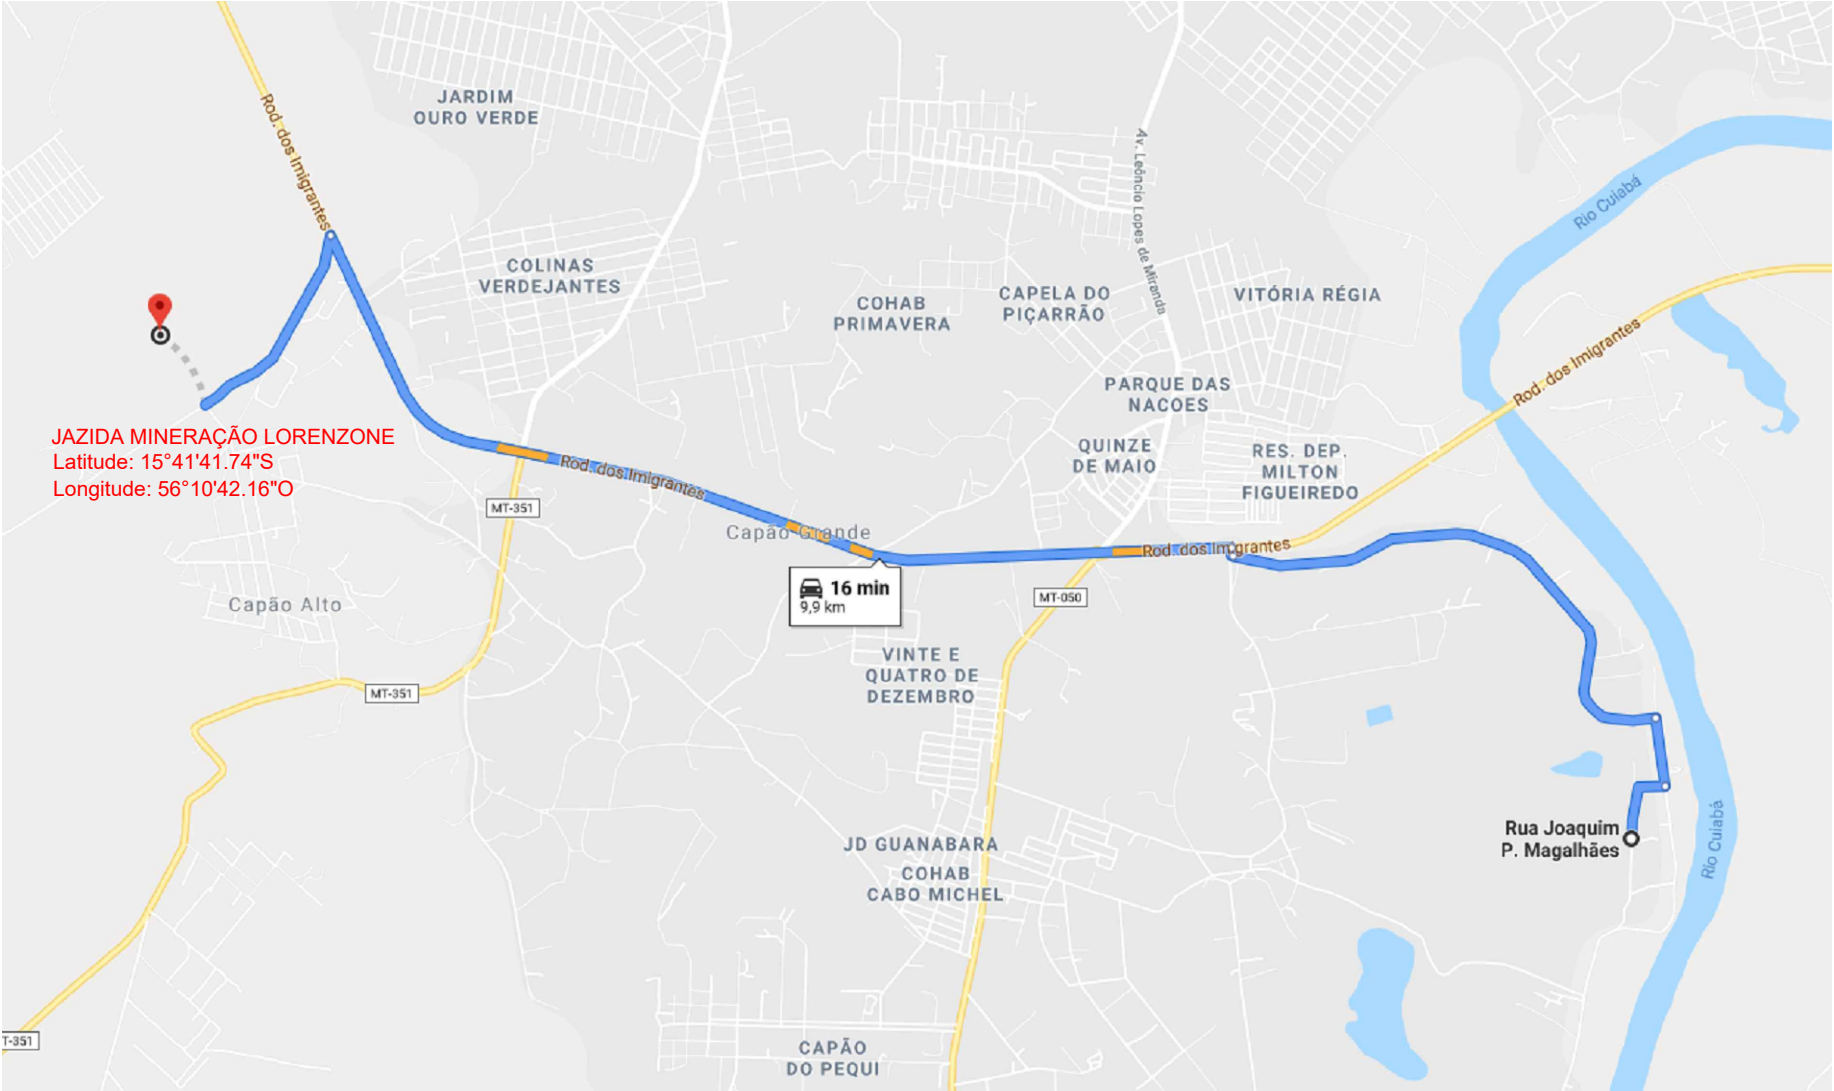 JARDIM
OURO VERDE
Rod. dos Imigrantes
Av. Leôncio Lopes de Miranda
Rio Cuiabá
COLINAS
VERDEJANTES
COHAB
PRIMAVERA
CAPELA DO
PIÇARRÃO
VITÓRIA RÉGIA
Rod. dos Imigrantes
PARQUE DAS
NACOES
JAZIDA MINERAÇÃO LORENZONE
Latitude: 15°41'41.74"S
Longitude: 56°10'42.16"O
QUINZE
DE MAIO
RES. DEP.
MILTON
FIGUEIREDO
Rod. dos Imigrantes
MT-351
Capão Grande
Rod. dos Imigrantes
16 min
9,9 km
MT-050
Capão Alto
VINTE E
QUATRO DE
DEZEMBRO
MT-351
Rua Joaquim
P. Magalhães
Rio Cuiabá
JD GUANABARA
COHAB
CABO MICHEL
T-351
CAPÃO
DO PEQUI